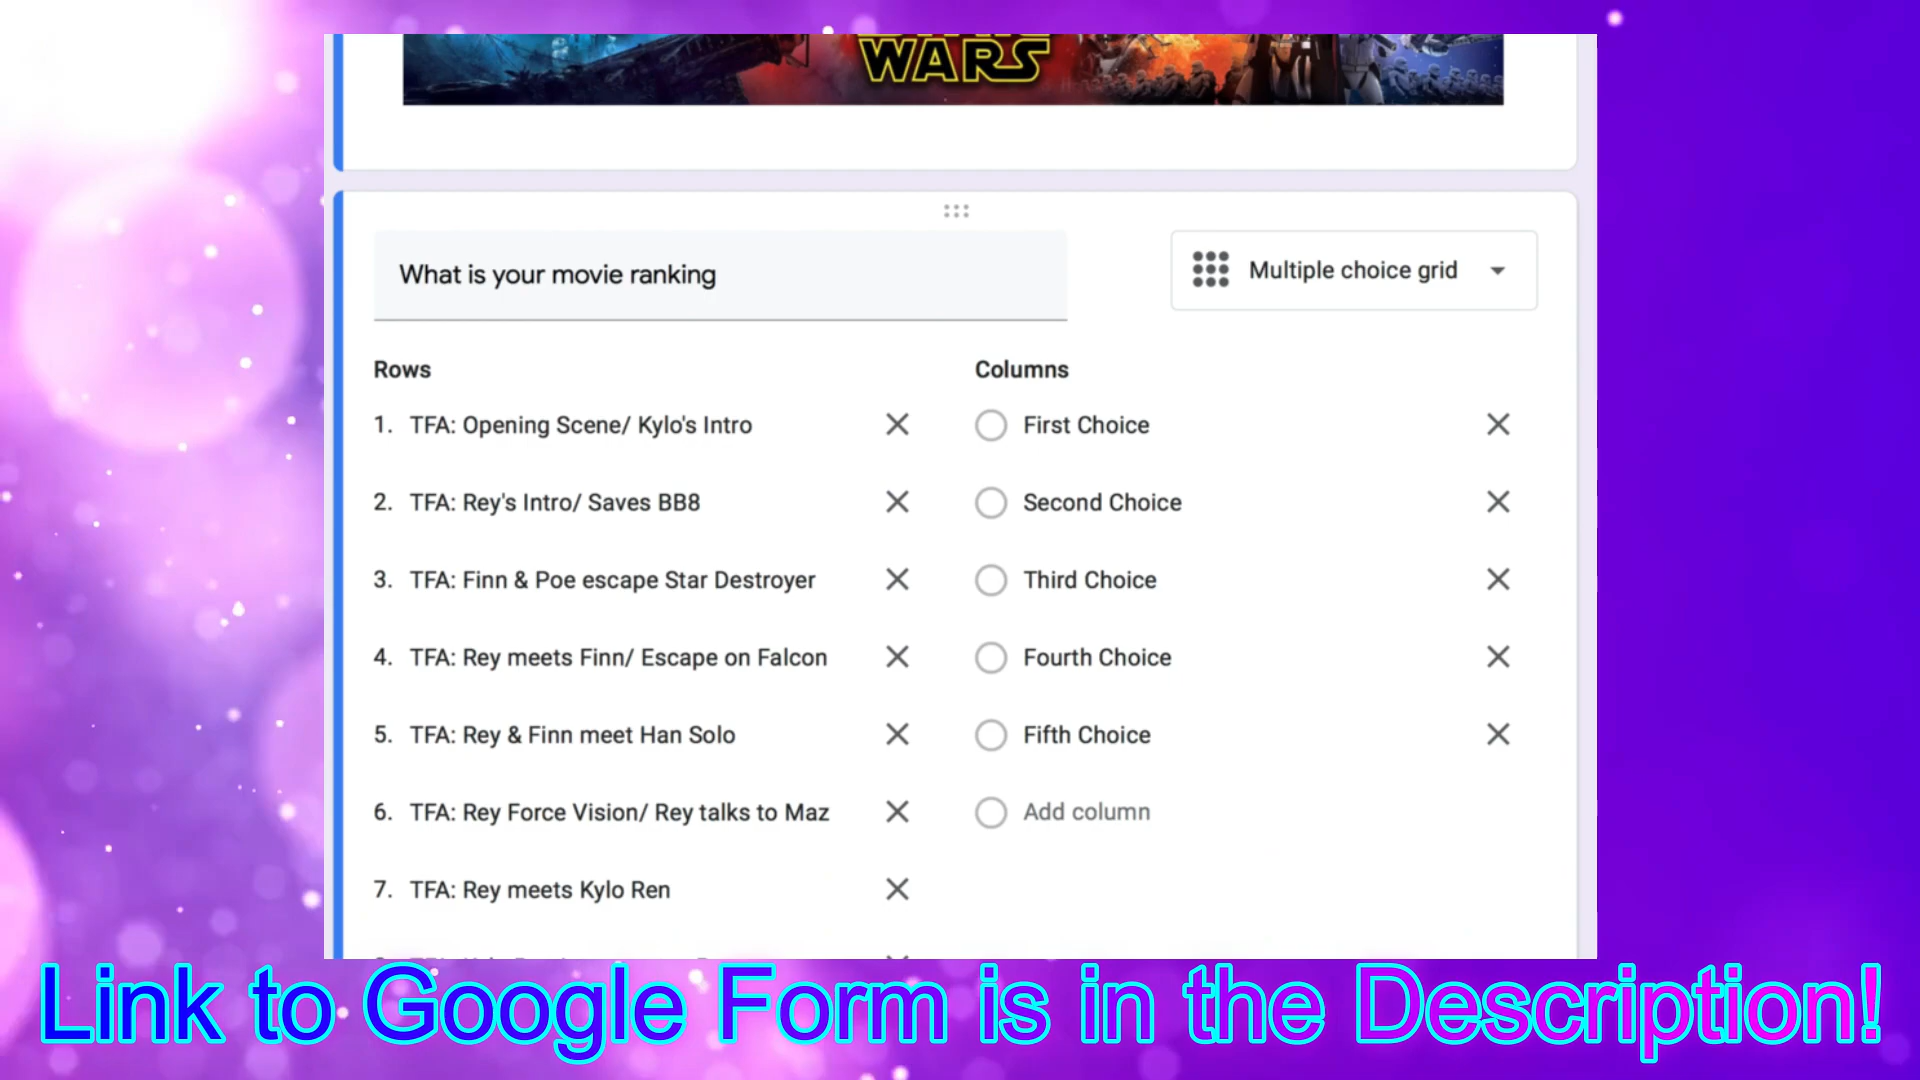 WARS
What is your movie ranking
Multiple choice grid
Rows
Columns
1. TFA: Opening Scene/ Kylo's Intro
First Choice
2. TFA: Rey's Intro/ Saves BB8
Second Choice
3. TFA: Finn & Poe escape Star Destroyer
Third Choice
4. TFA: Rey meets Finn/ Escape on Falcon
Fourth Choice
5. TFA: Rey & Finn meet Han Solo
Fifth Choice
6. TFA: Rey Force Vision/ Rey talks to Maz
Add column
7. TFA: Rey meets Kylo Ren
Link to Google Form is in the Description!